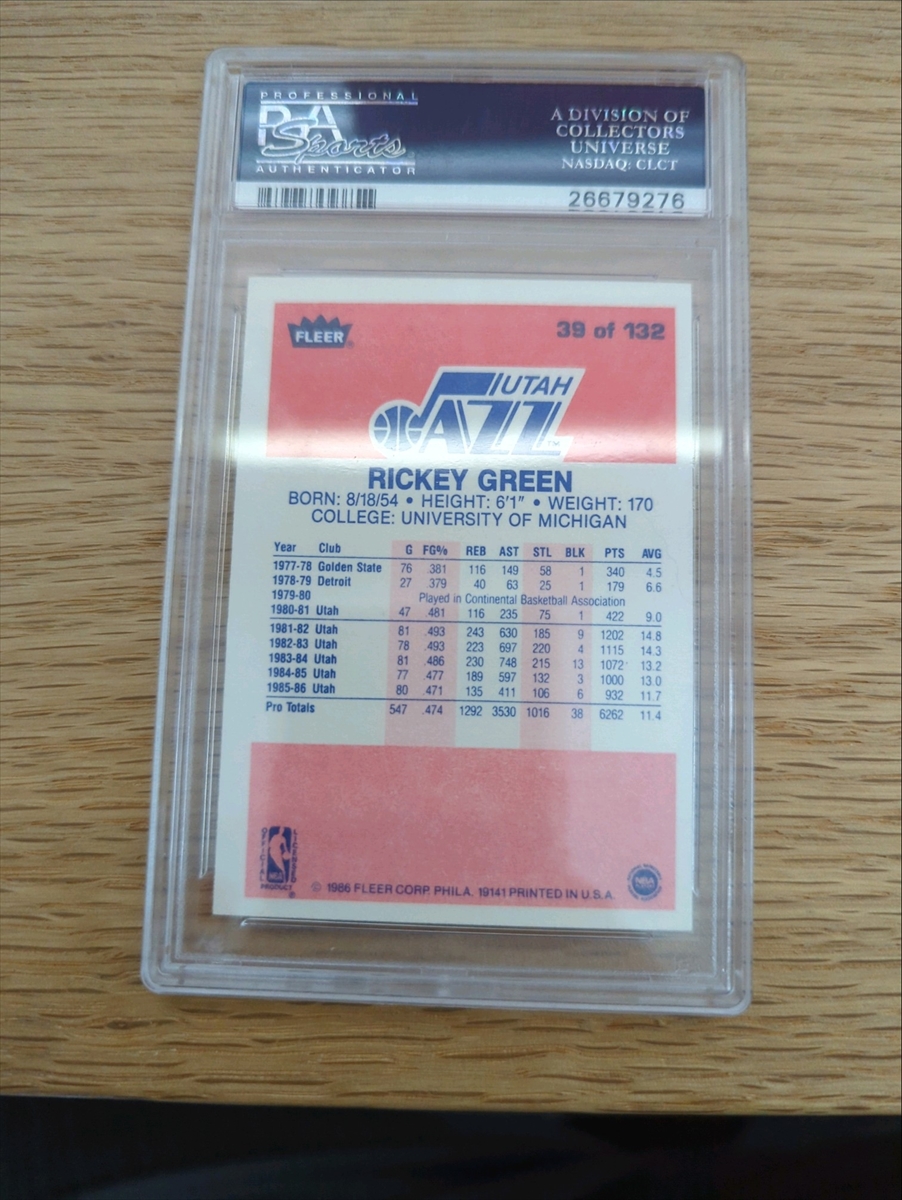 PROFESSIONAL
PSA
Sports
AUTHENTICATOR
A DIVISION OF
COLLECTORS
UNIVERSE
NASDAQ: CLCT
26679276
FLEER
39 of 132
UTAH
JAZZ
RICKEY GREEN
BORN: 8/18/54 • HEIGHT: 6'1" • WEIGHT: 170
COLLEGE: UNIVERSITY OF MICHIGAN
Year Club G FG% REB AST STL BLK PTS AVG
1977-78 Golden State 76 .381 116 149 58 1 340 4.5
1978-79 Detroit 27 .379 40 63 25 1 179 6.6
1979-80 Played in Continental Basketball Association
1980-81 Utah 47 .481 116 235 75 1 422 9.0
1981-82 Utah 81 .493 243 630 185 9 1202 14.8
1982-83 Utah 78 .493 223 697 220 4 1115 14.3
1983-84 Utah 81 .486 230 748 215 13 1072 13.2
1984-85 Utah 77 .477 189 597 132 3 1000 13.0
1985-86 Utah 80 .471 135 411 106 6 932 11.7
Pro Totals 547 .474 1292 3530 1016 38 6262 11.4
OFFICIAL LICENSED
NBA
PRODUCT
© 1986 FLEER CORP. PHILA. 19141 PRINTED IN U.S.A.
NBA